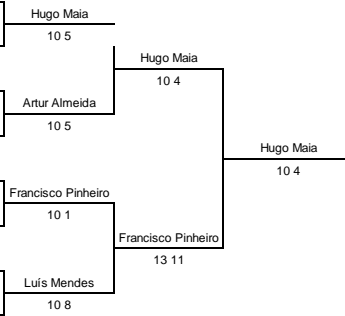 Hugo Maia
10 5
Hugo Maia
10 4
Artur Almeida
10 5
Hugo Maia
10 4
Francisco Pinheiro
10 1
Francisco Pinheiro
13 11
Luís Mendes
10 8